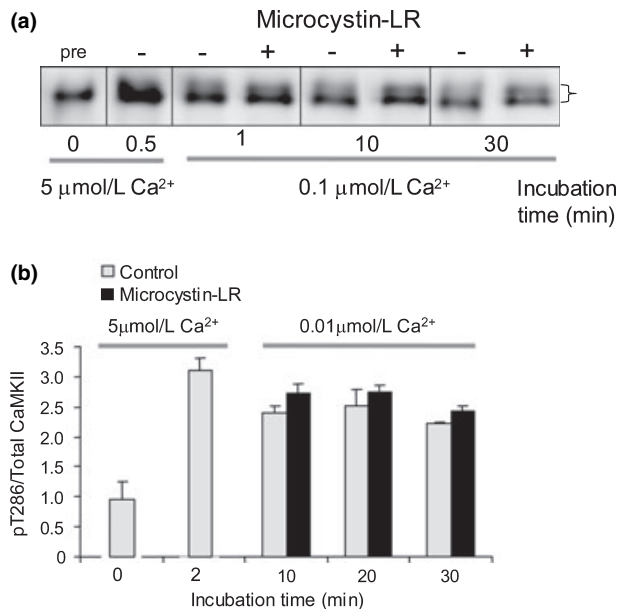 (a)
Microcystin-LR
pre - - + - + - +
0 0.5 1 10 30
5 μmol/L Ca²⁺ 0.1 μmol/L Ca²⁺ Incubation
time (min)
(b)
Control
Microcystin-LR
5μmol/L Ca²⁺ 0.01μmol/L Ca²⁺
pT286/Total CaMKII
3.5
3.0
2.5
2.0
1.5
1.0
0.5
0
0 2 10 20 30
Incubation time (min)